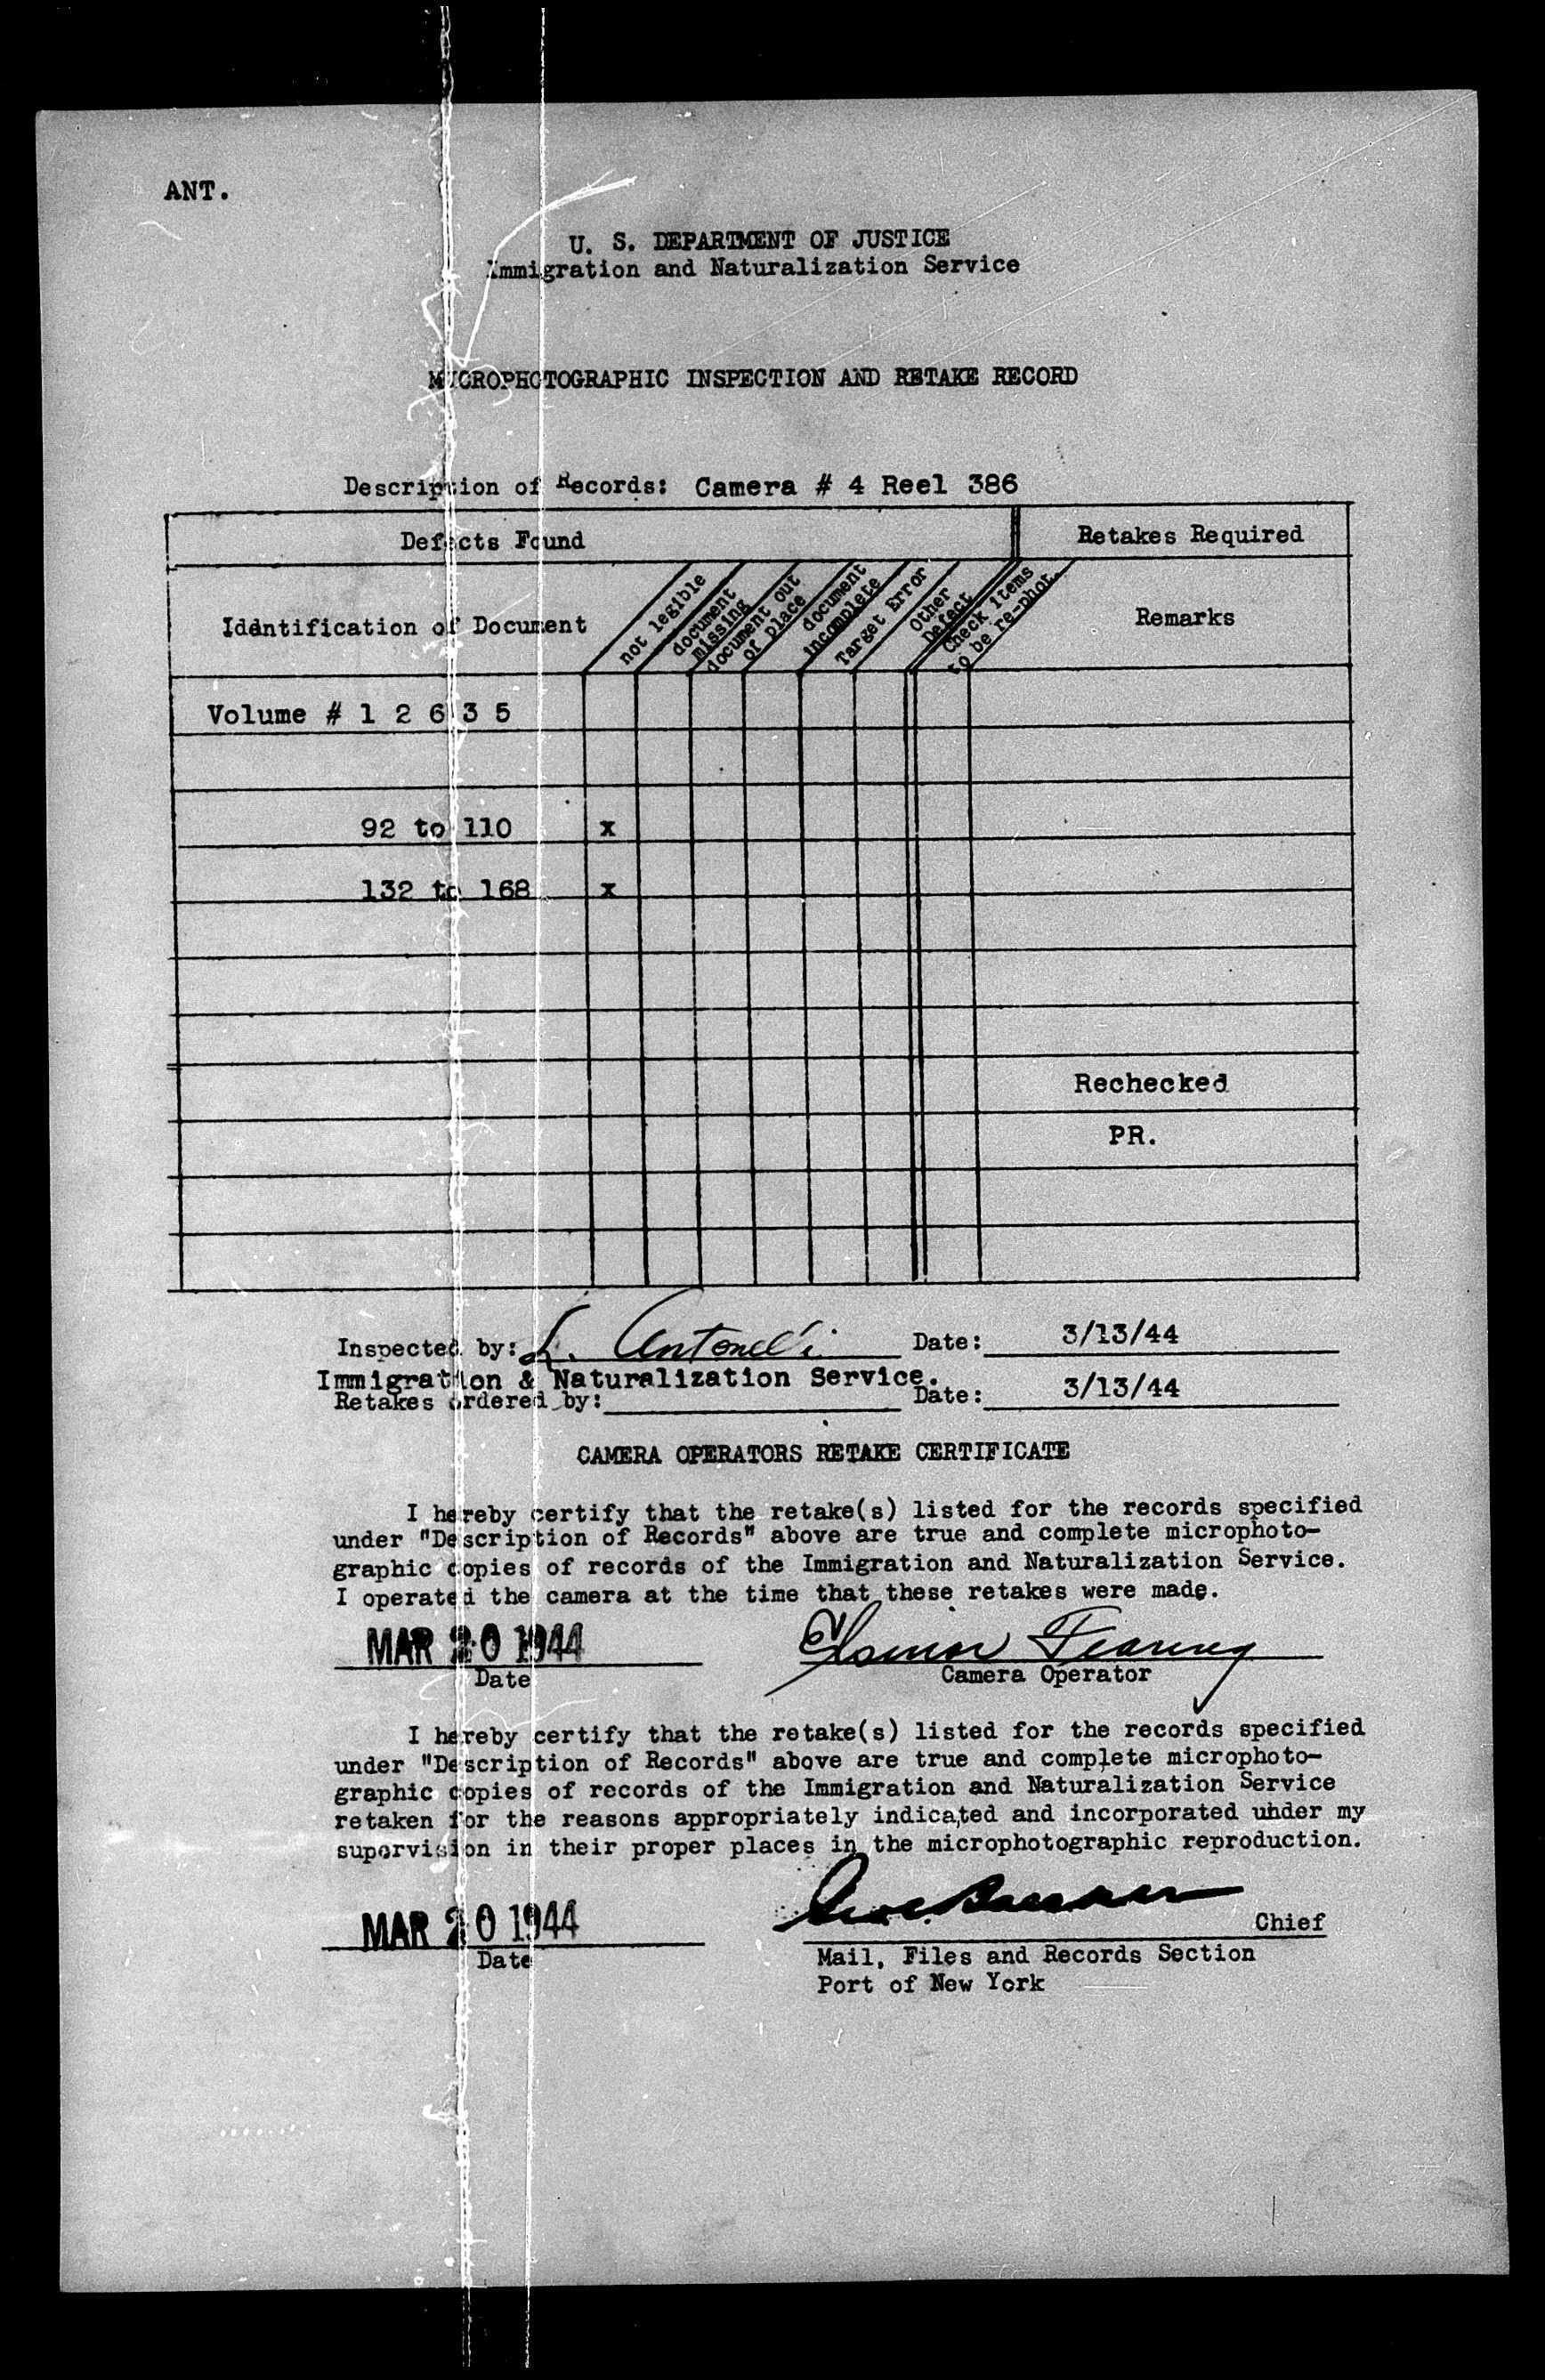 ANT.
U. S. DEPARTMENT OF JUSTICE
Immigration and Naturalization Service
MICROPHOTOGRAPHIC INSPECTION AND RETAKE RECORD
Description of Records: Camera # 4 Reel 386
Defects Found
Retakes Required
Identification of Document
not legible
document missing
document out of place
document incomplete
Target Error
Other Defect
Check items to be re-phot.
Remarks
Volume # 1 2 6 3 5
92 to 110 x
132 to 168 x
Rechecked
PR.
Inspected by: L. Antonelli Date: 3/13/44
Immigration & Naturalization Service.
Retakes ordered by: Date: 3/13/44
CAMERA OPERATORS RETAKE CERTIFICATE
I hereby certify that the retake(s) listed for the records specified
under "Description of Records" above are true and complete microphoto-
graphic copies of records of the Immigration and Naturalization Service.
I operated the camera at the time that these retakes were made.
MAR 20 1944
Date
Camera Operator
I hereby certify that the retake(s) listed for the records specified
under "Description of Records" above are true and complete microphoto-
graphic copies of records of the Immigration and Naturalization Service
retaken for the reasons appropriately indicated and incorporated under my
supervision in their proper places in the microphotographic reproduction.
MAR 20 1944
Date
Chief
Mail, Files and Records Section
Port of New York